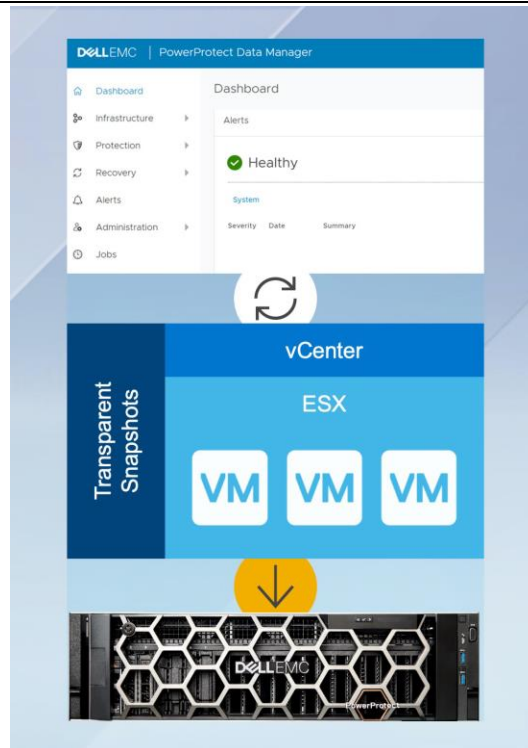 DELLEMC | PowerProtect Data Manager
Dashboard
Infrastructure
Protection
Recovery
Alerts
Administration
Jobs
Dashboard
Alerts
Healthy
System
Severity Date Summary
Transparent
Snapshots
vCenter
ESX
VM VM VM
DELLEMC
PowerProtect